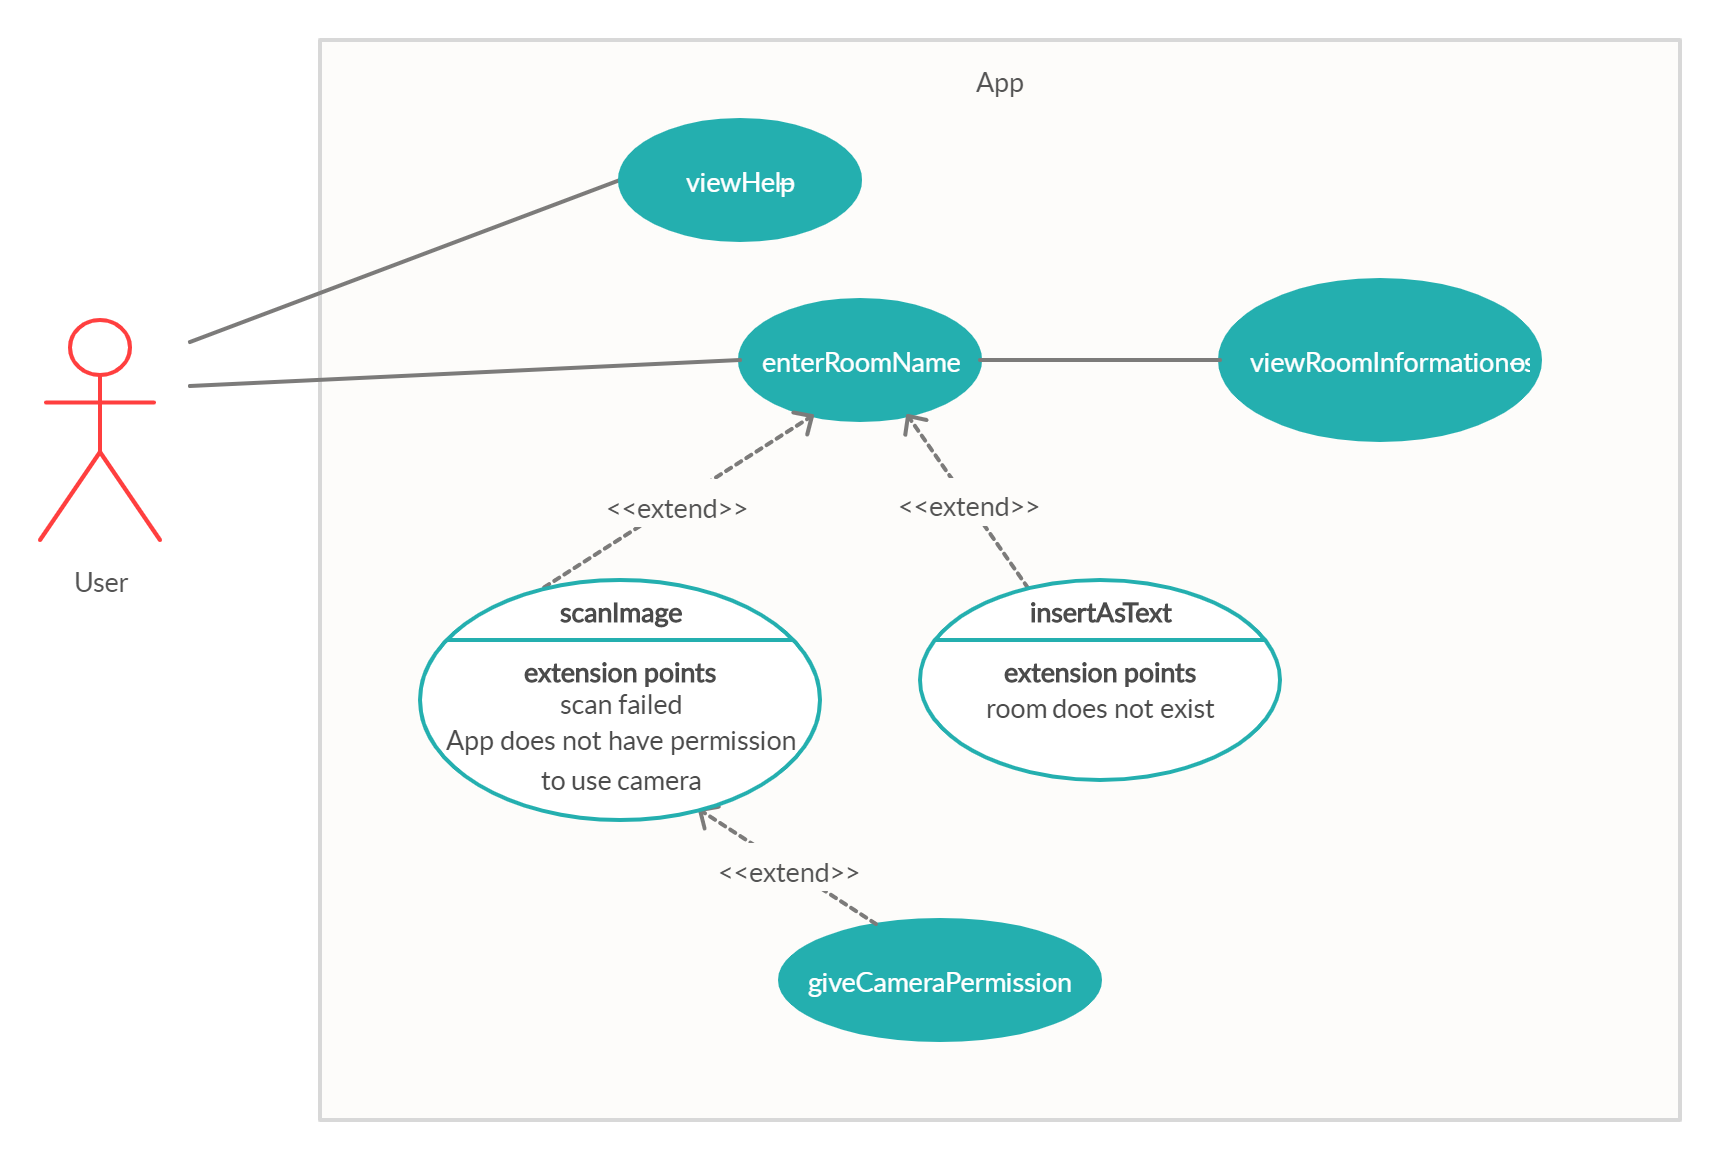 App
viewHelp
enterRoomName
viewRoomInformation
<<extend>>
<<extend>>
User
scanImage
extension points
scan failed
App does not have permission
to use camera
insertAsText
extension points
room does not exist
<<extend>>
giveCameraPermission